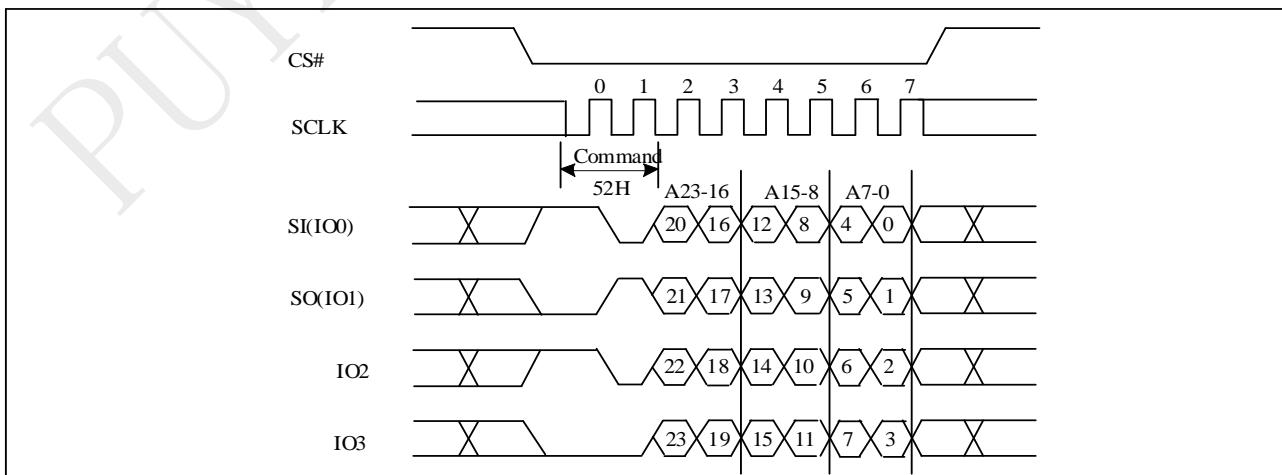 PUY
CS#
0 1 2 3 4 5 6 7
SCLK
Command
52H
A23-16 A15-8 A7-0
SI(IO0) 20 16 12 8 4 0
SO(IO1) 21 17 13 9 5 1
IO2 22 18 14 10 6 2
IO3 23 19 15 11 7 3